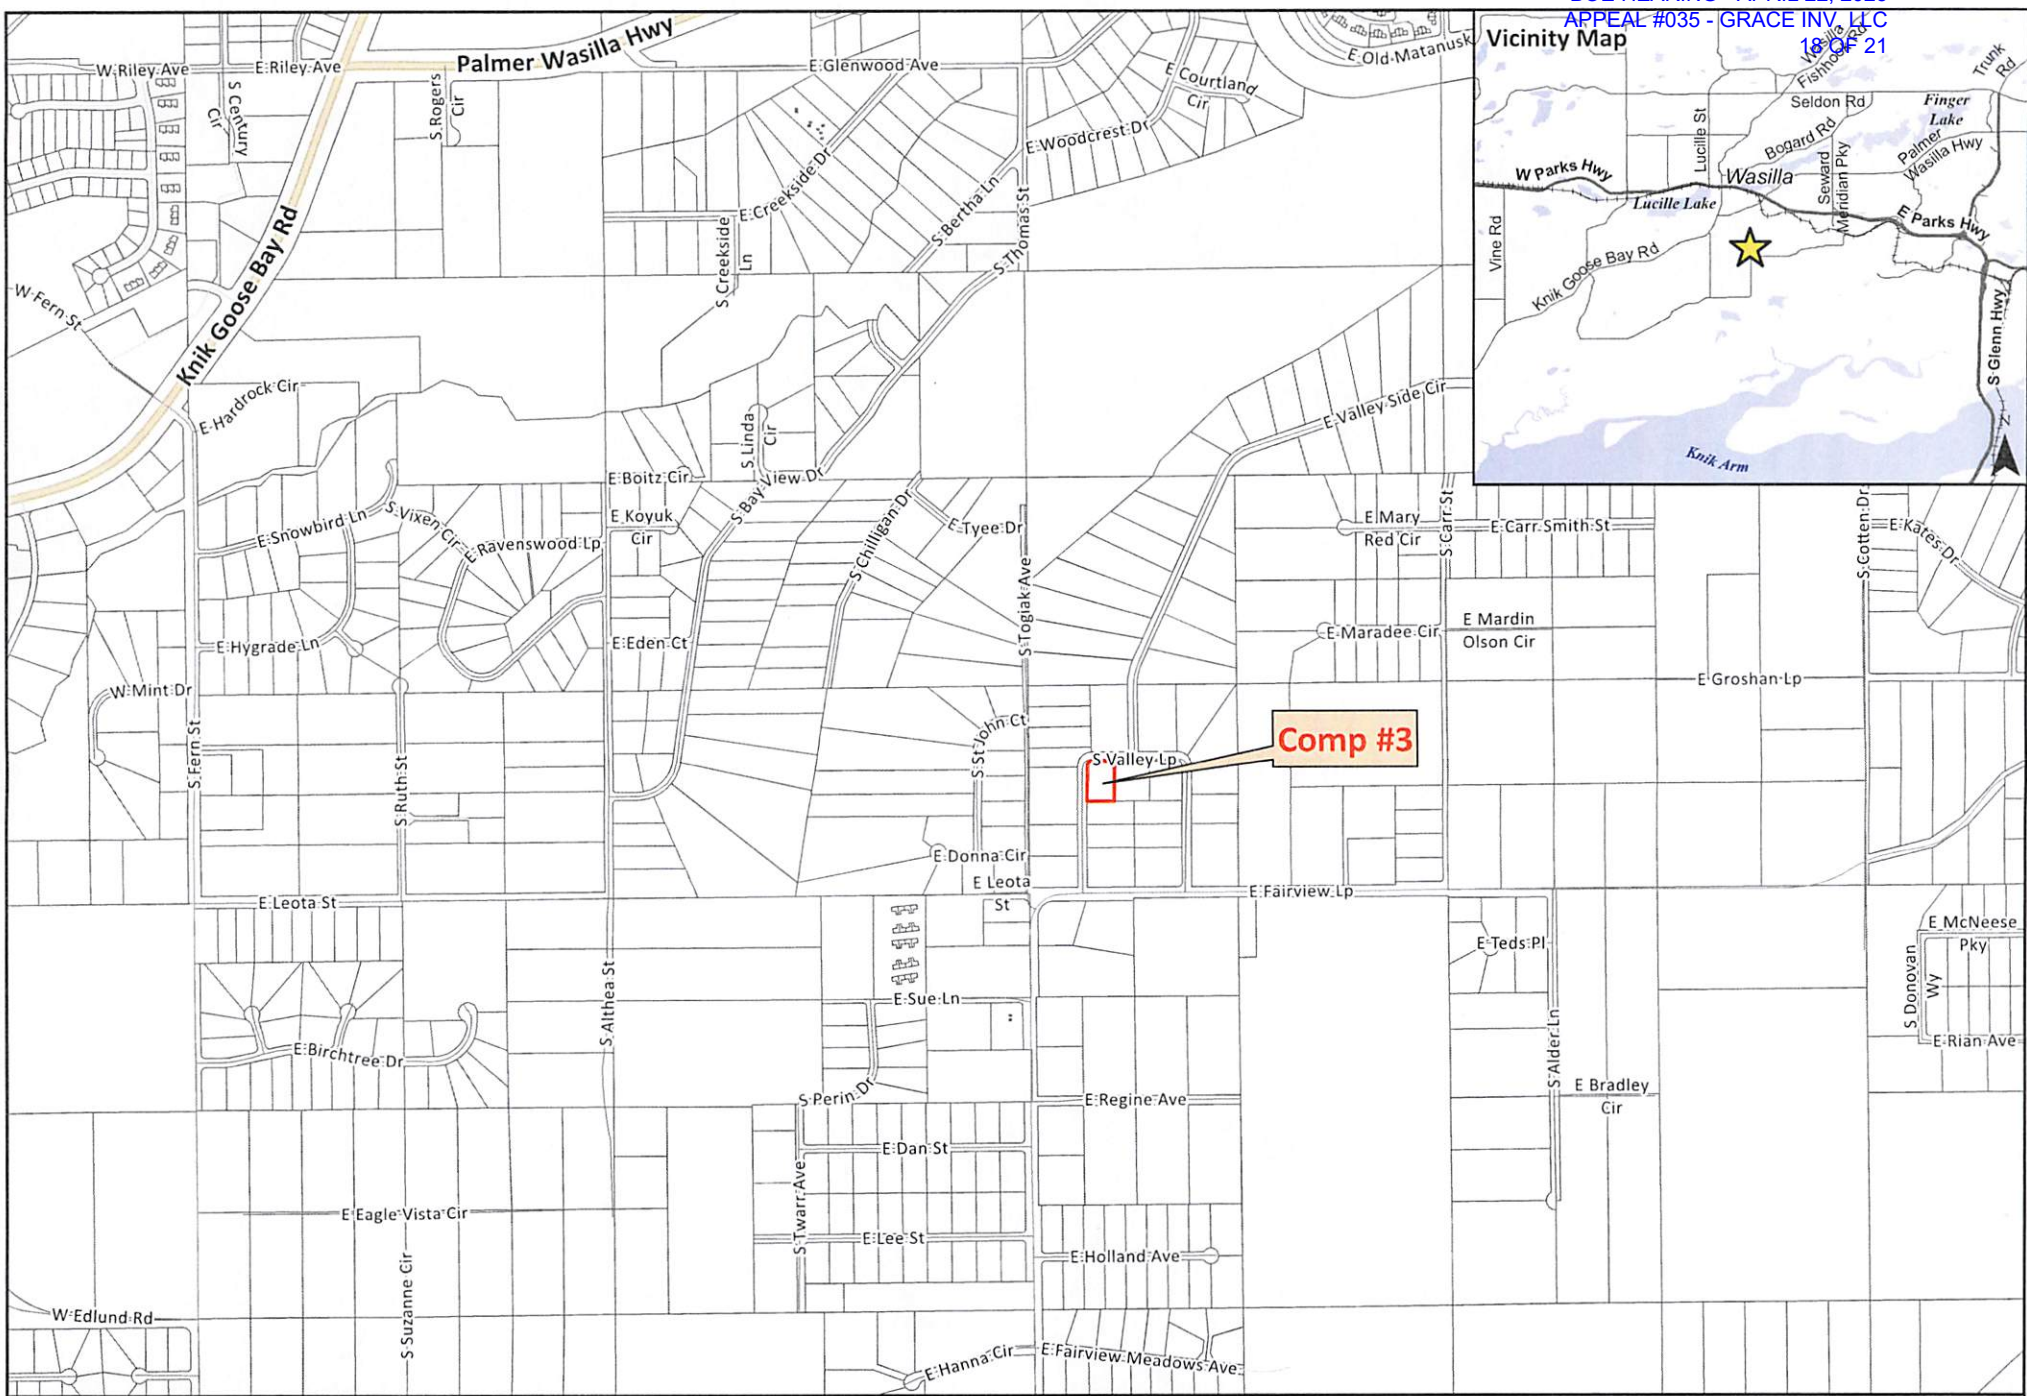 APPEAL #035 - GRACE INV, LLC
18 OF 21
Vicinity Map
Wasilla
Fishhook Rd
Trunk
Rd
Seldon Rd
Finger
Lake
Lucille St
Bogard Rd
Palmer
Wasilla Hwy
Seward
Meridian Pky
W Parks Hwy
Wasilla
Lucille Lake
E Parks Hwy
Vine Rd
Knik Goose Bay Rd
S Glenn Hwy
Knik Arm
Z
W Riley Ave
E Riley Ave
Palmer Wasilla Hwy
E Glenwood Ave
E Old Matanusk
S Century
Cir
S Rogers
Cir
E Courtland
Cir
E Woodcrest Dr
E Creekside Dr
S Bertha Ln
S Thomas St
S Creekside
Ln
W Fern St
Knik Goose Bay Rd
E Hardrock Cir
E Valley Side Cir
S Linda
Cir
E Boitz Cir
S Bay View Dr
E Snowbird Ln
S Vixen Cir
E Ravenswood Lp
E Koyuk
Cir
S Chilligan Dr
E Tyee Dr
E Mary
Red Cir
S Carr St
E Carr Smith St
S Cotten Dr
E Kates Dr
E Hygrade Ln
E Eden Ct
S Togiak Ave
E Maradee Cir
E Mardin
Olson Cir
W Mint Dr
E Groshan Lp
S Fern St
S Ruth St
S St John Ct
S Valley Lp
Comp #3
E Donna Cir
E Leota
St
E Leota St
E Fairview Lp
E Teds Pl
E McNeese
Pky
S Donovan
Wy
S Althea St
E Sue Ln
E Rian Ave
E Birchtree Dr
S Alder Ln
S Perin Dr
E Regine Ave
E Bradley
Cir
E Dan St
S Twarr Ave
E Eagle Vista Cir
E Lee St
E Holland Ave
S Suzanne Cir
W Edlund Rd
E Hanna Cir
E Fairview Meadows Ave